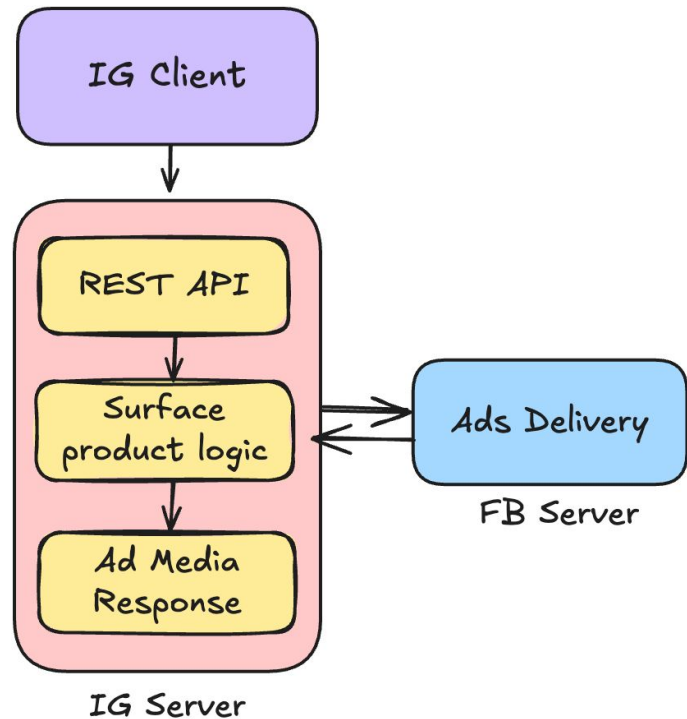 IG Client
REST API
Surface
product logic
Ads Delivery
FB Server
Ad Media
Response
IG Server